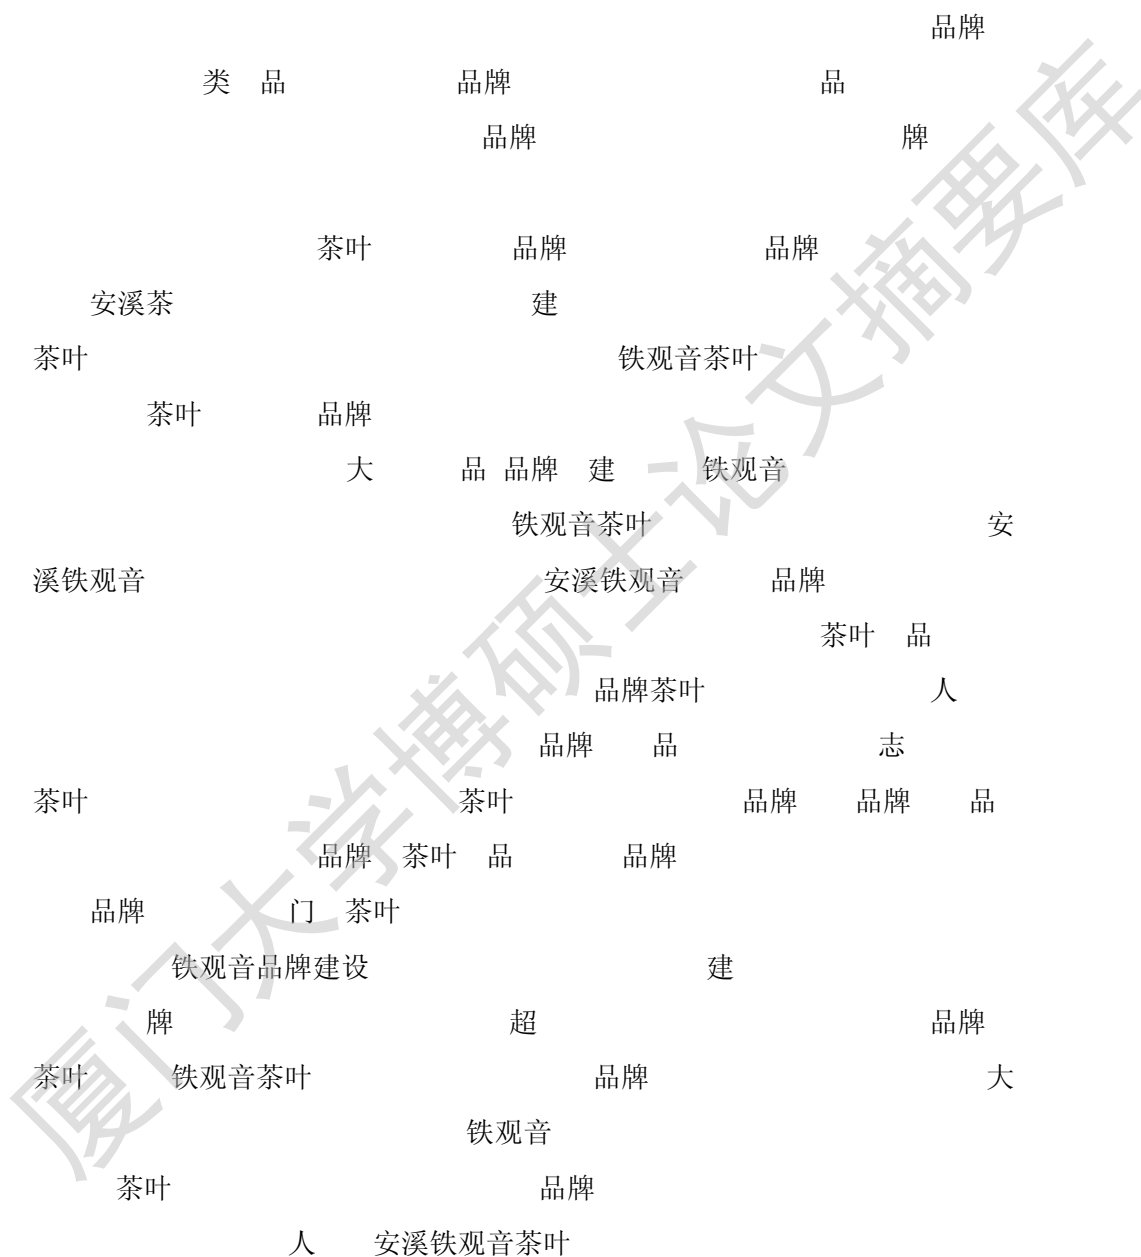 品牌
类 品 品牌 品
品牌 牌
茶叶 品牌 品牌
安溪茶 建
茶叶 铁观音茶叶
茶叶 品牌
大 品 品牌 建 铁观音
铁观音茶叶 安
溪铁观音 安溪铁观音 品牌
茶叶 品
品牌茶叶 人
品牌 品 志
茶叶 茶叶 品牌 品牌 品
品牌 茶叶 品 品牌
品牌 门 茶叶
铁观音品牌建设 建
牌 超 品牌
茶叶 铁观音茶叶 品牌 大
铁观音
茶叶 品牌
人 安溪铁观音茶叶
厦门大学博硕士论文摘要库